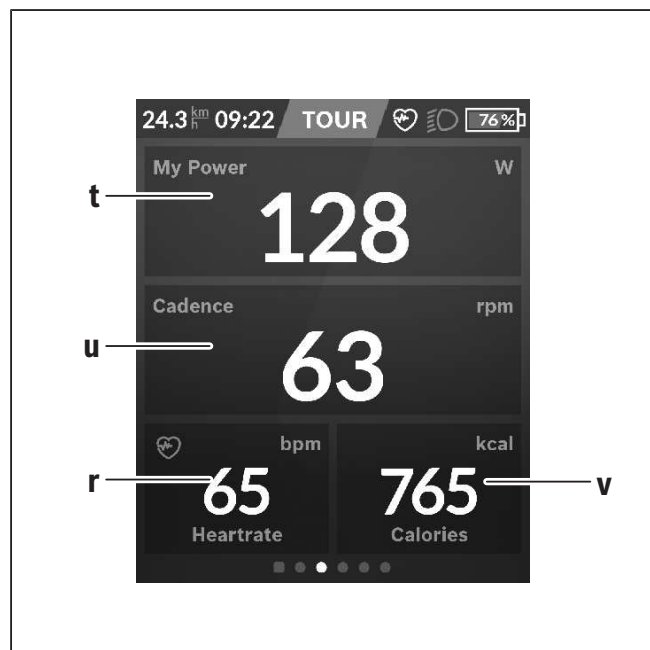 24.3 km/h 09:22 TOUR 76%
My Power W
t
128
Cadence rpm
u
63
bpm kcal
r 65 765 v
Heartrate Calories